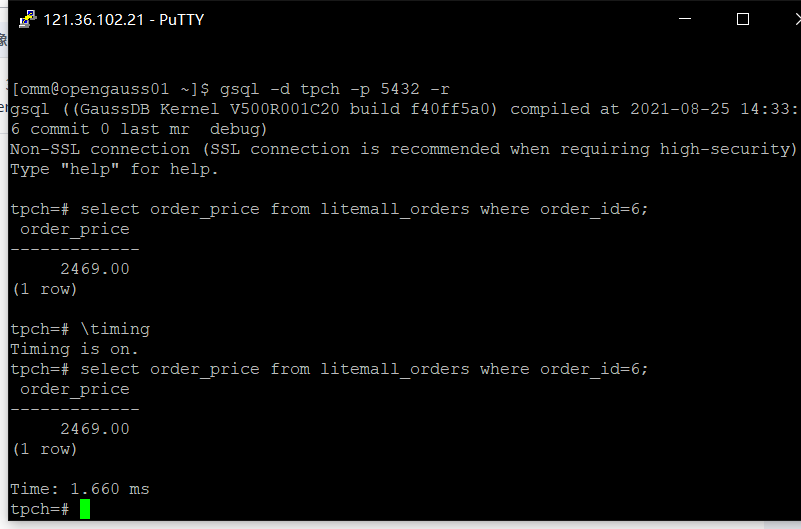 121.36.102.21 - PuTTY
[omm@opengauss01 ~]$ gsql -d tpch -p 5432 -r
gsql ((GaussDB Kernel V500R001C20 build f40ff5a0) compiled at 2021-08-25 14:33:
6 commit 0 last mr  debug)
Non-SSL connection (SSL connection is recommended when requiring high-security)
Type "help" for help.
tpch=# select order_price from litemall_orders where order_id=6;
order_price
-------------
2469.00
(1 row)
tpch=# \timing
Timing is on.
tpch=# select order_price from litemall_orders where order_id=6;
order_price
-------------
2469.00
(1 row)
Time: 1.660 ms
tpch=#